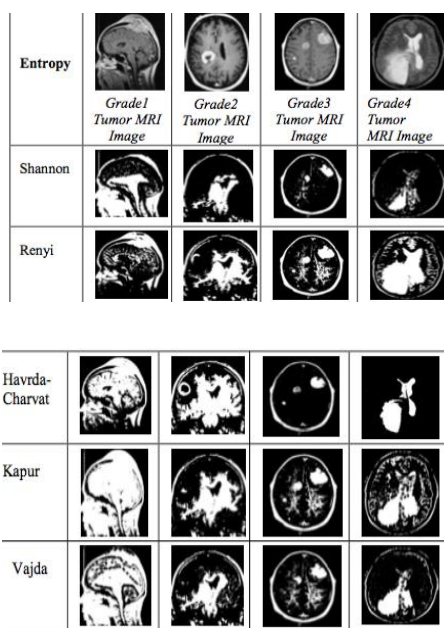 Entropy
Grade1
Tumor MRI
Image
Grade2
Tumor MRI
Image
Grade3
Tumor MRI
Image
Grade4
Tumor
MRI Image
Shannon
Renyi
Havrda-
Charvat
Kapur
Vajda